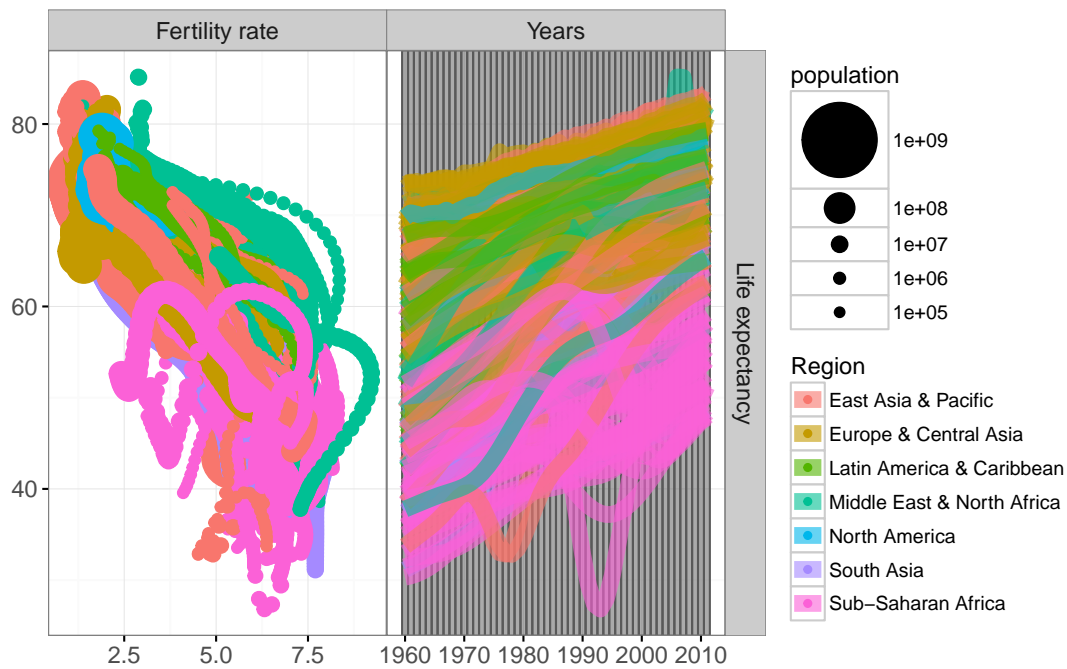 Fertility rate
Years
Life expectancy
80
60
40
2.5
5.0
7.5
1960
1970
1980
1990
2000
2010
population
1e+09
1e+08
1e+07
1e+06
1e+05
Region
East Asia & Pacific
Europe & Central Asia
Latin America & Caribbean
Middle East & North Africa
North America
South Asia
Sub−Saharan Africa